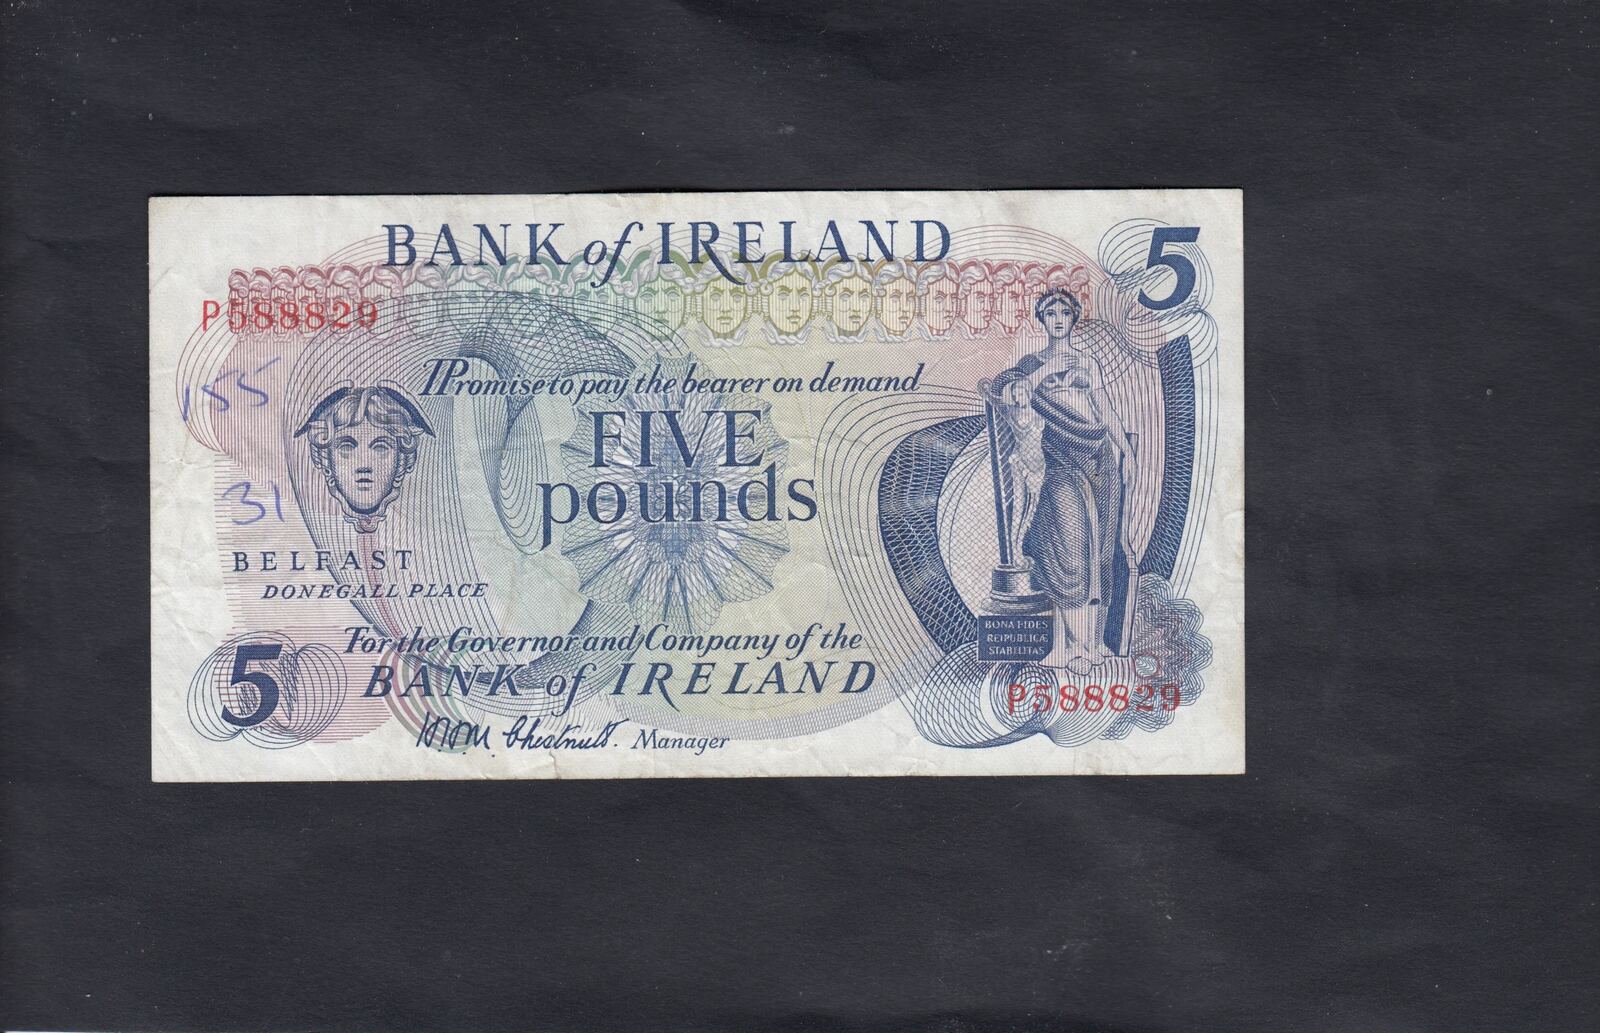 BANK of IRELAND
5
P588829
I Promise to pay the bearer on demand
155
FIVE
pounds
31
BELFAST
DONEGALL PLACE
BONA FIDES
REIPUBLICÆ
STABILITAS
For the Governor and Company of the
BANK of IRELAND
5
P588829
Chestnutt. Manager